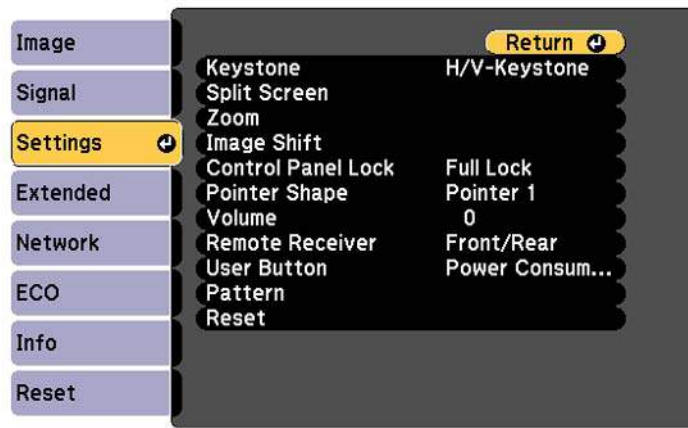 Image
Signal
Settings
Extended
Network
ECO
Info
Reset
Return
Keystone H/V-Keystone
Split Screen
Zoom
Image Shift
Control Panel Lock Full Lock
Pointer Shape Pointer 1
Volume 0
Remote Receiver Front/Rear
User Button Power Consum...
Pattern
Reset